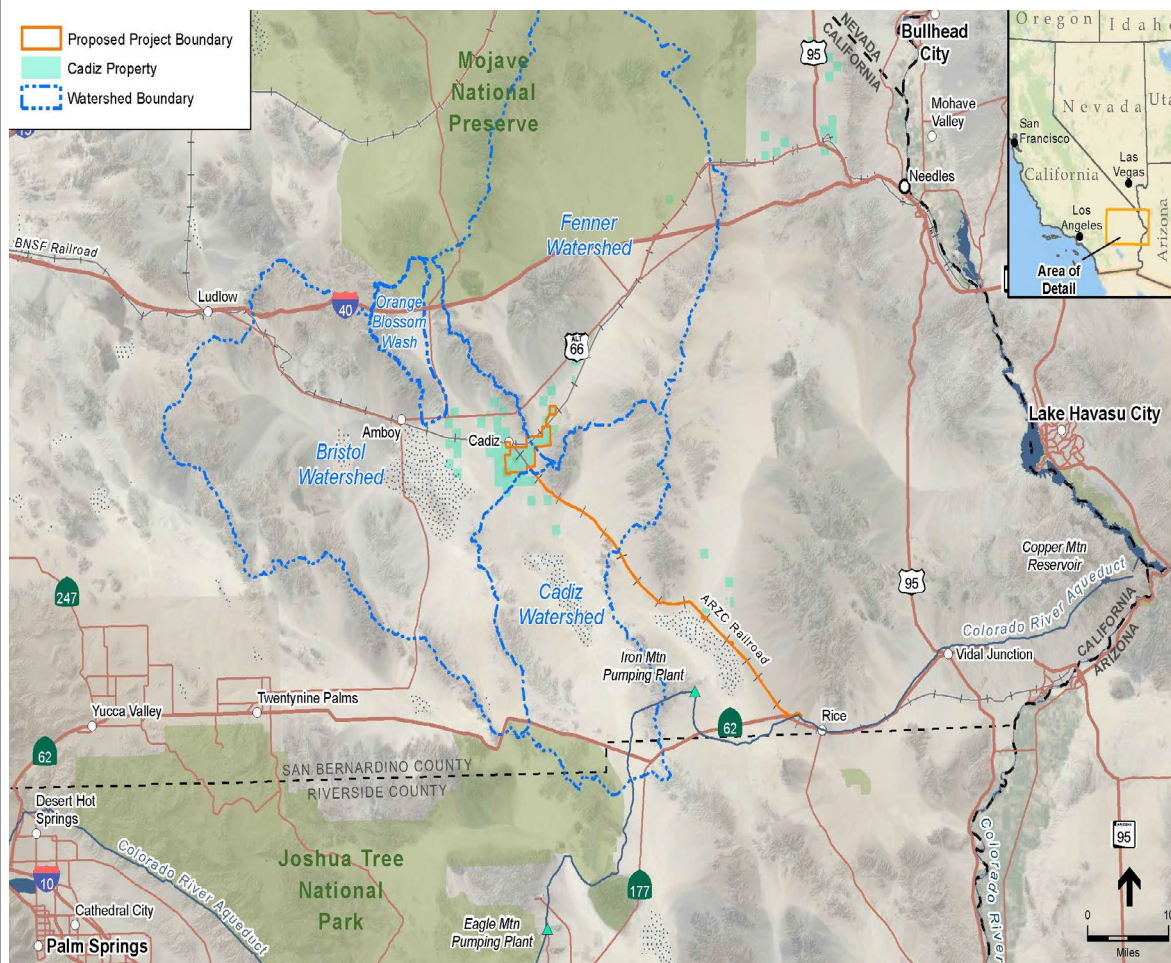 Proposed Project Boundary
Cadiz Property
Watershed Boundary
Mojave
National
Preserve
95
NEVADA
CALIFORNIA
Bullhead
City
Mohave
Valley
Needles
Oregon
Idaho
Nevada
San
Francisco
California
Las
Vegas
Los
Angeles
Arizona
Area of
Detail
BNSF Railroad
Ludlow
40
Orange
Blossom
Wash
Fenner
Watershed
ALT
66
Amboy
Cadiz
Bristol
Watershed
Lake Havasu City
Copper Mtn
Reservoir
Colorado River Aqueduct
CALIFORNIA
ARIZONA
95
247
Cadiz
Watershed
ARZC Railroad
Iron Mtn
Pumping Plant
Vidal Junction
Twentynine Palms
Yucca Valley
62
62
Rice
SAN BERNARDINO COUNTY
RIVERSIDE COUNTY
Desert Hot
Springs
Colorado River Aqueduct
10
Cathedral City
Palm Springs
Joshua Tree
National
Park
177
Eagle Mtn
Pumping Plant
Colorado River
ARIZONA
95
0
10
Miles